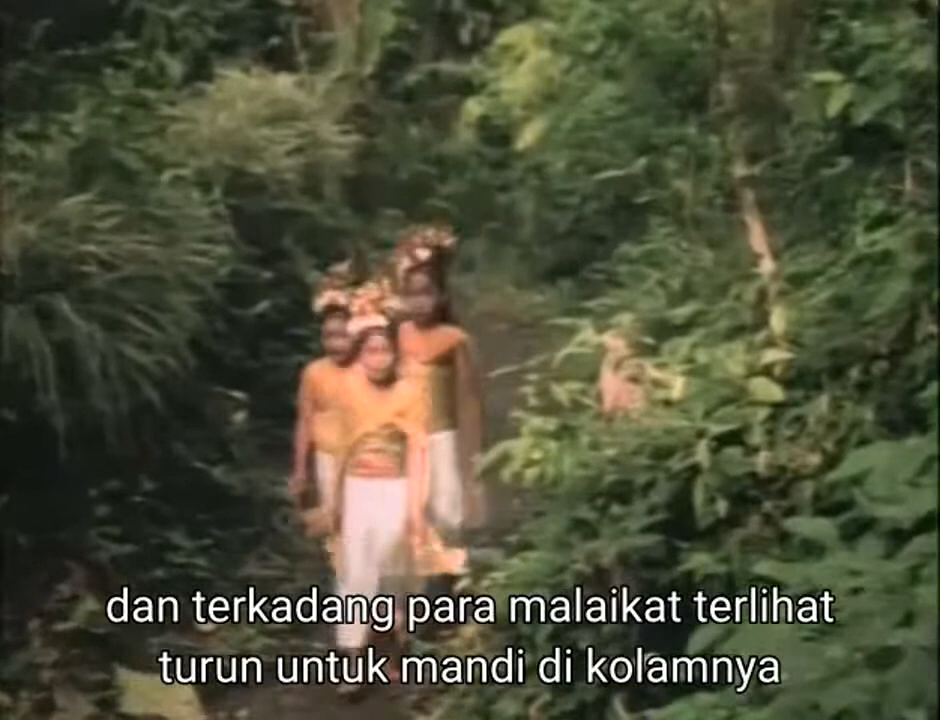 dan terkadang para malaikat terlihat
turun untuk mandi di kolamnya